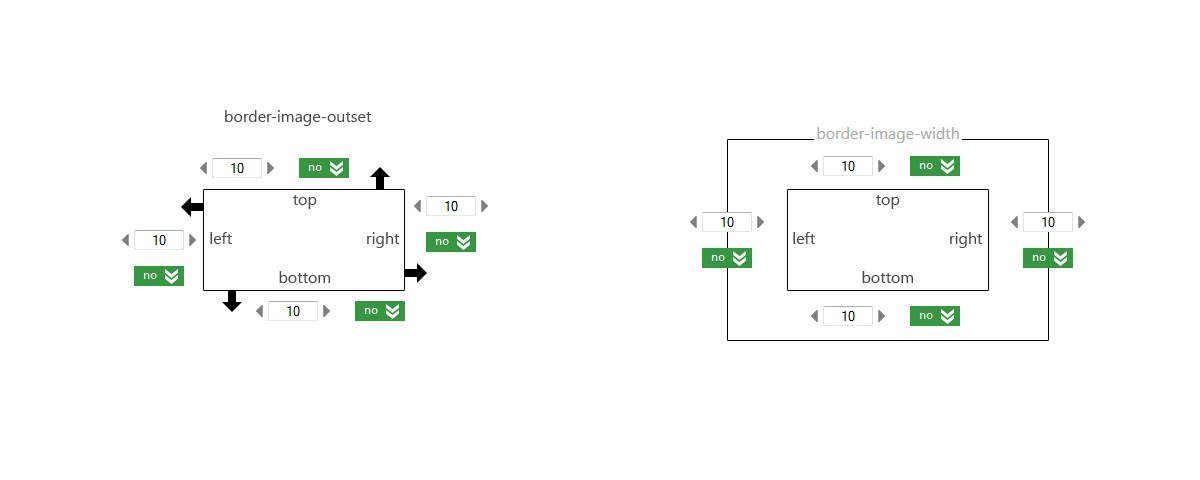 border-image-outset
10 no
top
10
left right
10 no
no
bottom
10 no
border-image-width
10 no
top
10 10
left right
no no
bottom
10 no